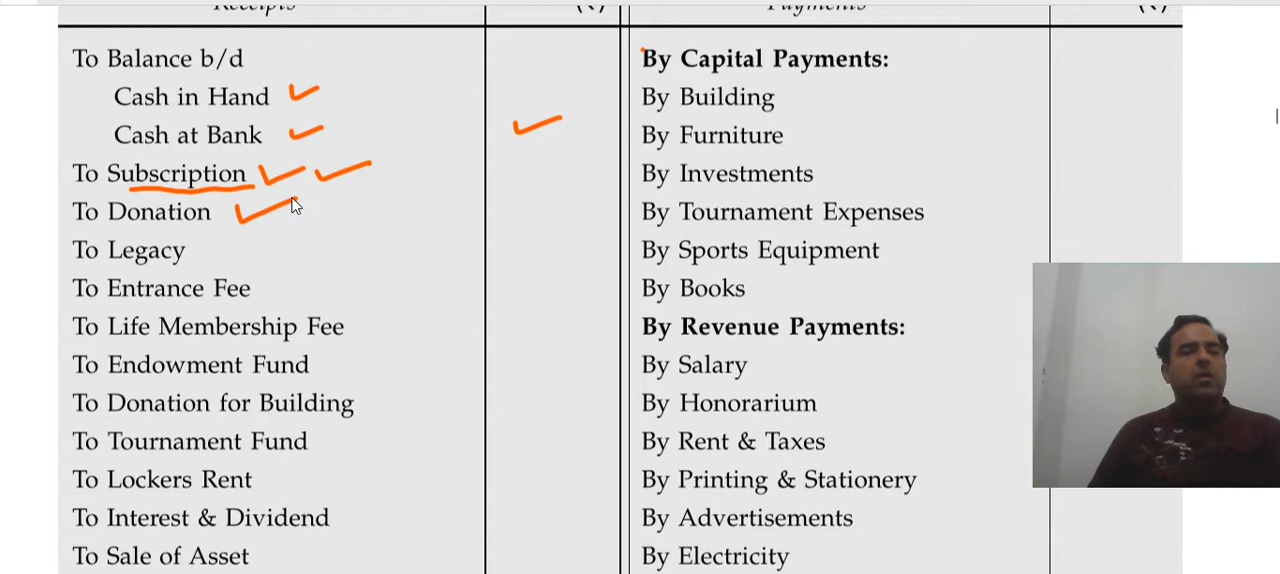 Receipts (₹) Payments (₹)
To Balance b/d
Cash in Hand
Cash at Bank
To Subscription
To Donation
To Legacy
To Entrance Fee
To Life Membership Fee
To Endowment Fund
To Donation for Building
To Tournament Fund
To Lockers Rent
To Interest & Dividend
To Sale of Asset
By Capital Payments:
By Building
By Furniture
By Investments
By Tournament Expenses
By Sports Equipment
By Books
By Revenue Payments:
By Salary
By Honorarium
By Rent & Taxes
By Printing & Stationery
By Advertisements
By Electricity